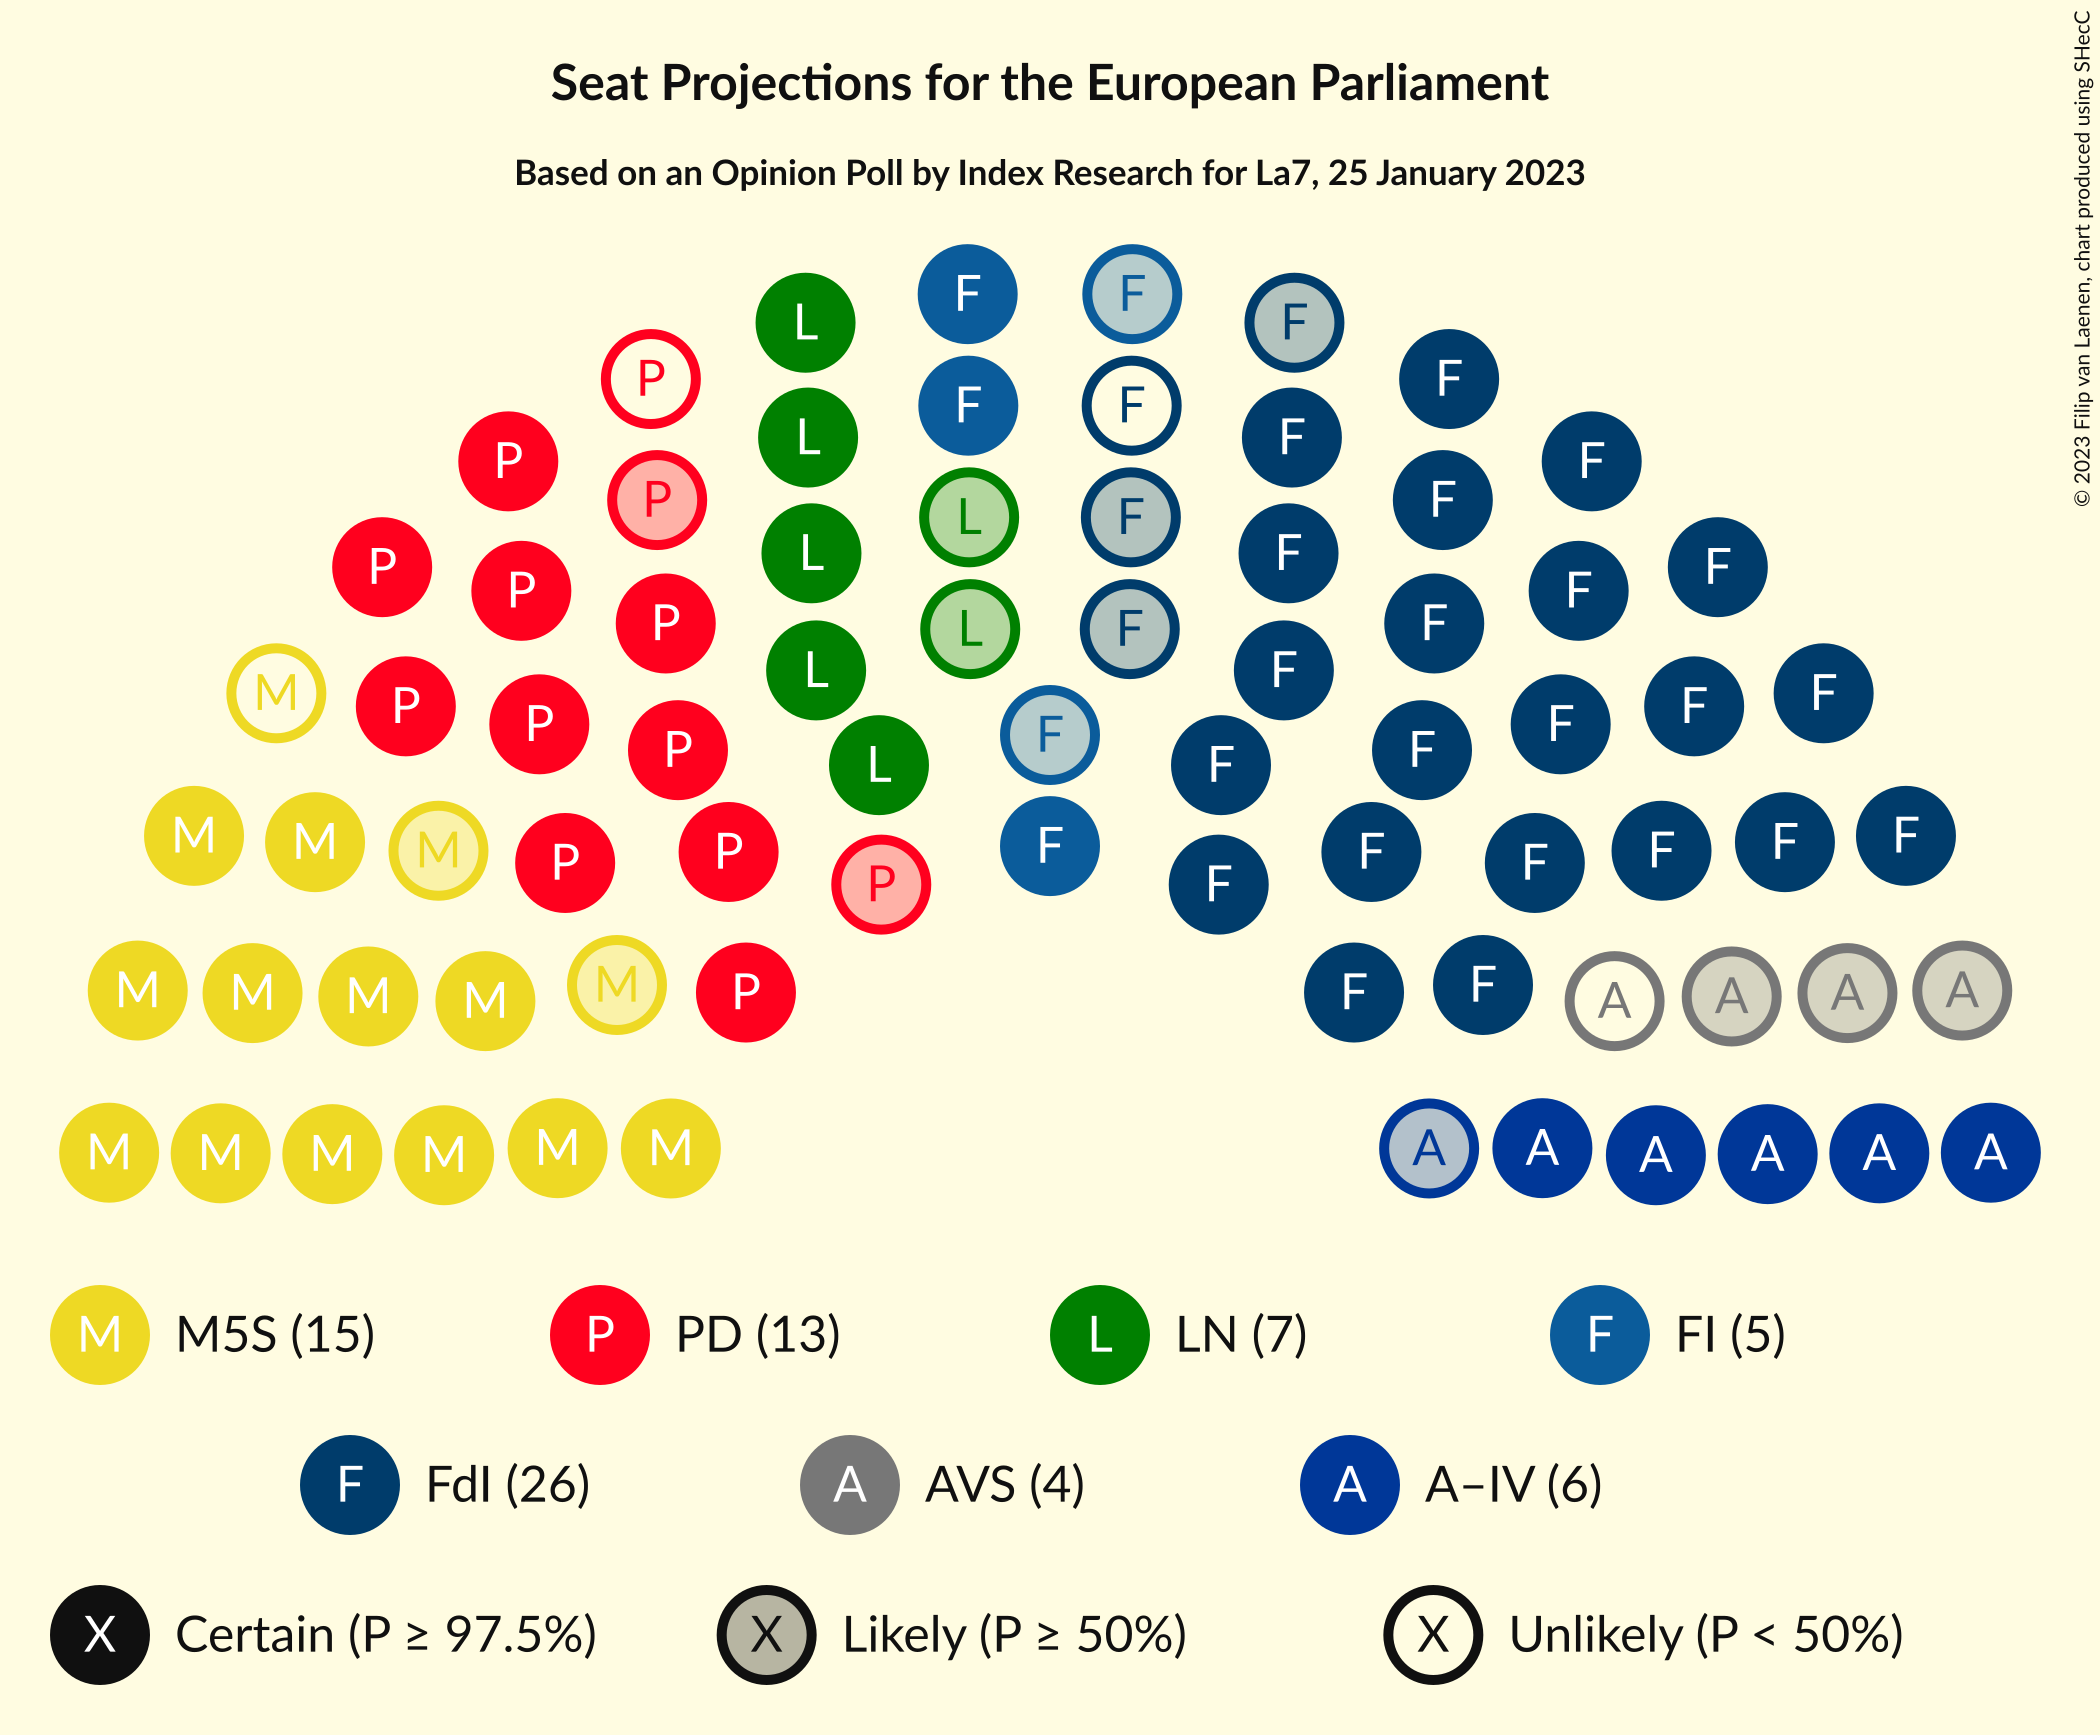 Seat Projections for the European Parliament
Based on an Opinion Poll by Index Research for La7, 25 January 2023
© 2023 Filip van Laenen, chart produced using SHecC
F F
L F
P F
F F
L F
P F
P F
L F
P L F F
P F
P F
P F
L F
P L F F
M F
P F
P F
P F
L F
F
M F
M F
M F
P F
P F
P F
F
M A
M A
M A
M A
M F
P F
M M M M M M A A A A A A
M M5S (15) P PD (13) L LN (7) F FI (5)
F FdI (26) A AVS (4) A A–IV (6)
X Certain (P ≥ 97.5%) X Likely (P ≥ 50%) X Unlikely (P < 50%)